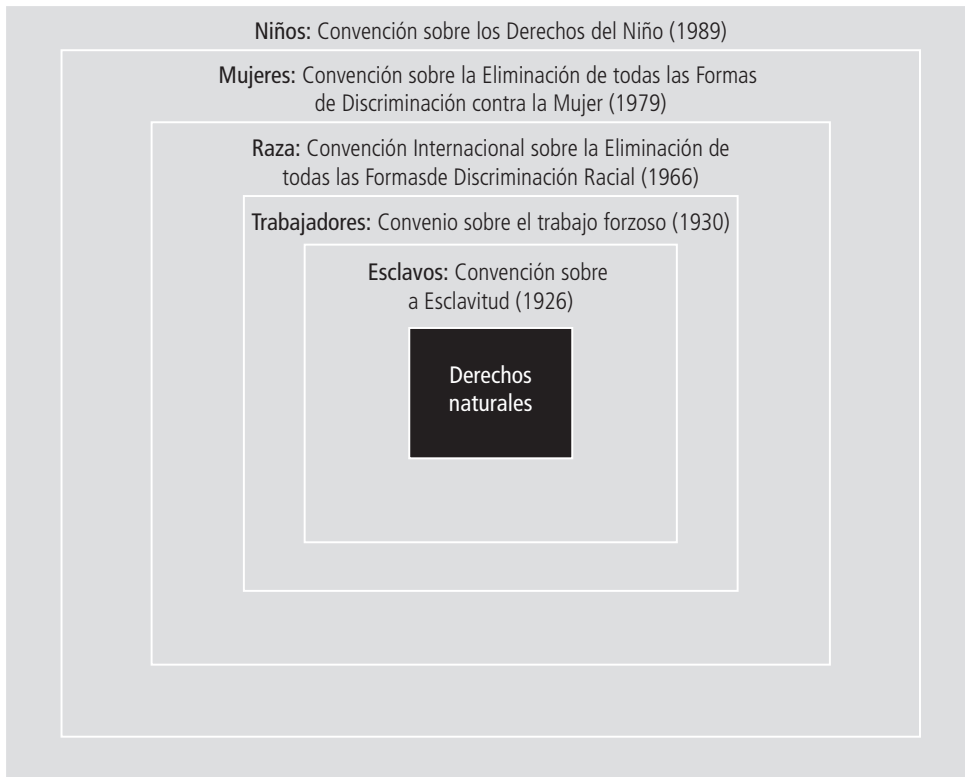 Niños: Convención sobre los Derechos del Niño (1989)
Mujeres: Convención sobre la Eliminación de todas las Formas
de Discriminación contra la Mujer (1979)
Raza: Convención Internacional sobre la Eliminación de
todas las Formasde Discriminación Racial (1966)
Trabajadores: Convenio sobre el trabajo forzoso (1930)
Esclavos: Convención sobre
a Esclavitud (1926)
Derechos
naturales